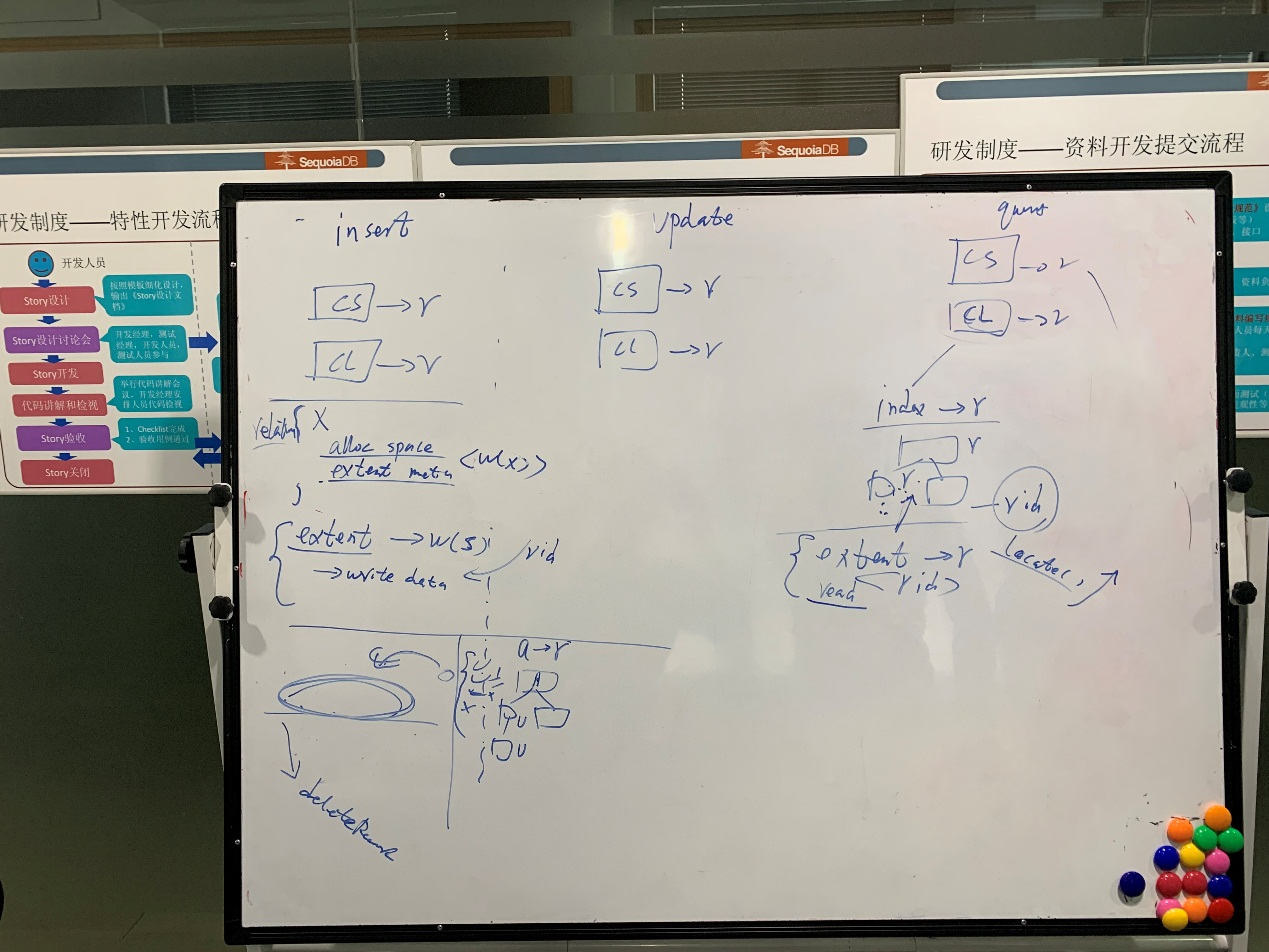 SequoiaDB
SequoiaDB
研发制度——资料开发提交流程
研发制度——特性开发流程
开发人员
Story设计
按照模板细化设计,
输出《Story设计文
档》
Story设计讨论会
开发经理,测试
经理,开发人员,
测试人员参与
Story开发
代码讲解和检视
举行代码讲解会
议,开发经理安
排人员代码检视
Story验收
1、Checklist完成
2、验收用例通过
Story关闭
规范》
接口
insert
CS → r
CL → r
X
alloc space
extent meta <w(x)>
extent → w(s)
→ write data
rid
a → r
update
CS → r
CL → r
CS → r
CL → r
index → r
r
r
rid
extent → r
read rid